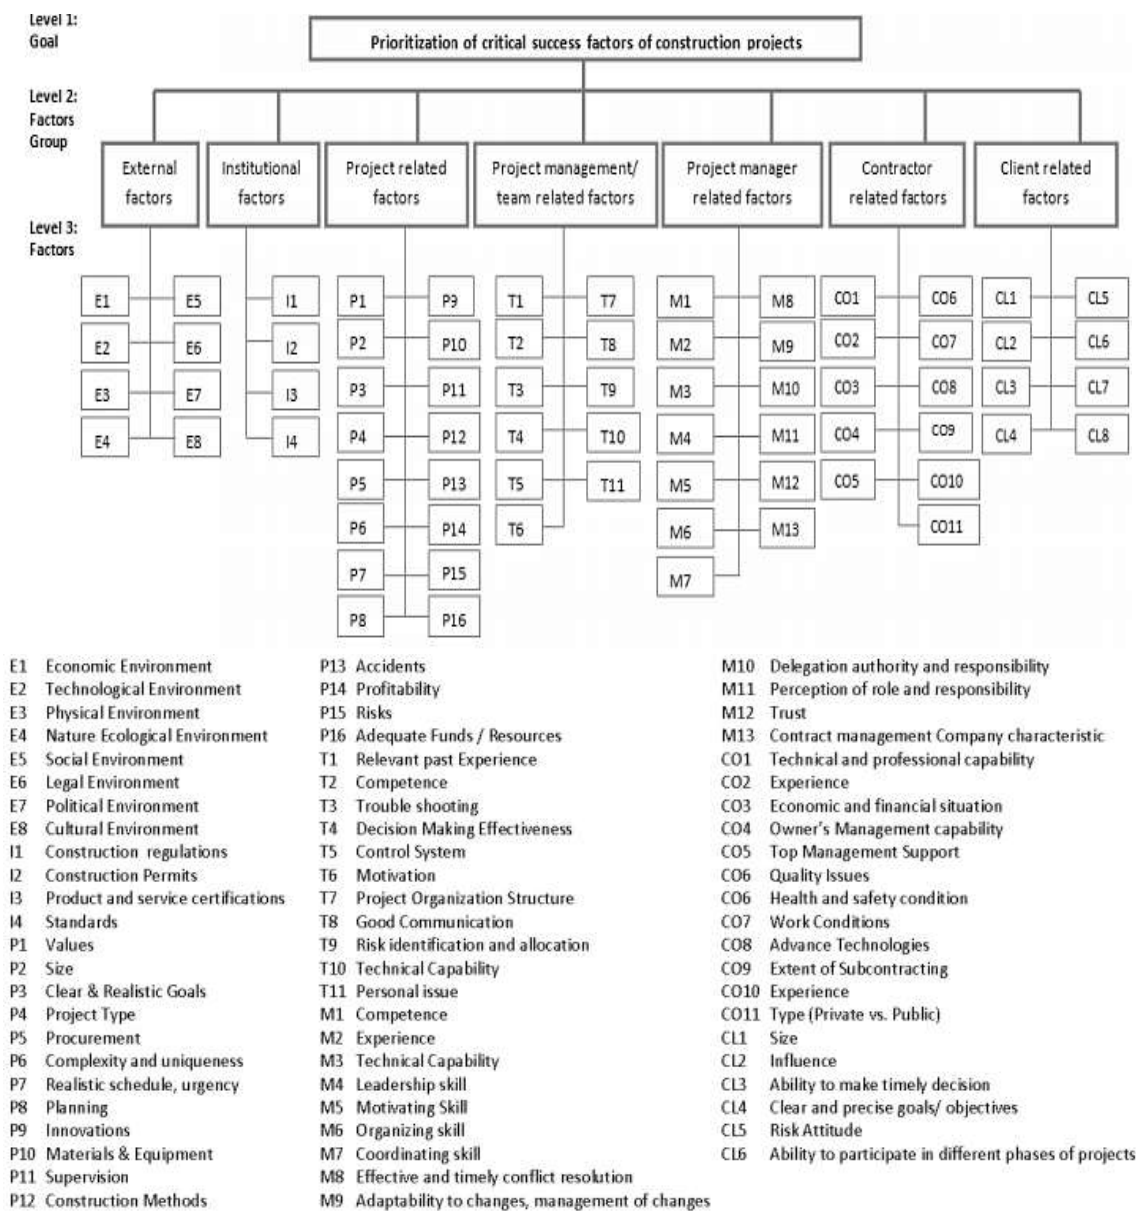 Level 1:
Goal
Prioritization of critical success factors of construction projects
Level 2:
Factors
Group
External
factors
Institutional
factors
Project related
factors
Project management/
team related factors
Project manager
related factors
Contractor
related factors
Client related
factors
Level 3:
Factors
E1 E5 I1 P1 P9 T1 T7 M1 M8 CO1 CO6 CL1 CL5
E2 E6 I2 P2 P10 T2 T8 M2 M9 CO2 CO7 CL2 CL6
E3 E7 I3 P3 P11 T3 T9 M3 M10 CO3 CO8 CL3 CL7
E4 E8 I4 P4 P12 T4 T10 M4 M11 CO4 CO9 CL4 CL8
P5 P13 T5 T11 M5 M12 CO5 CO10
P6 P14 T6 M6 M13 CO11
P7 P15 M7
P8 P16
E1 Economic Environment
E2 Technological Environment
E3 Physical Environment
E4 Nature Ecological Environment
E5 Social Environment
E6 Legal Environment
E7 Political Environment
E8 Cultural Environment
I1 Construction regulations
I2 Construction Permits
I3 Product and service certifications
I4 Standards
P1 Values
P2 Size
P3 Clear & Realistic Goals
P4 Project Type
P5 Procurement
P6 Complexity and uniqueness
P7 Realistic schedule, urgency
P8 Planning
P9 Innovations
P10 Materials & Equipment
P11 Supervision
P12 Construction Methods
P13 Accidents
P14 Profitability
P15 Risks
P16 Adequate Funds / Resources
T1 Relevant past Experience
T2 Competence
T3 Trouble shooting
T4 Decision Making Effectiveness
T5 Control System
T6 Motivation
T7 Project Organization Structure
T8 Good Communication
T9 Risk identification and allocation
T10 Technical Capability
T11 Personal issue
M1 Competence
M2 Experience
M3 Technical Capability
M4 Leadership skill
M5 Motivating Skill
M6 Organizing skill
M7 Coordinating skill
M8 Effective and timely conflict resolution
M9 Adaptability to changes, management of changes
M10 Delegation authority and responsibility
M11 Perception of role and responsibility
M12 Trust
M13 Contract management Company characteristic
CO1 Technical and professional capability
CO2 Experience
CO3 Economic and financial situation
CO4 Owner's Management capability
CO5 Top Management Support
CO6 Quality Issues
CO6 Health and safety condition
CO7 Work Conditions
CO8 Advance Technologies
CO9 Extent of Subcontracting
CO10 Experience
CO11 Type (Private vs. Public)
CL1 Size
CL2 Influence
CL3 Ability to make timely decision
CL4 Clear and precise goals/ objectives
CL5 Risk Attitude
CL6 Ability to participate in different phases of projects